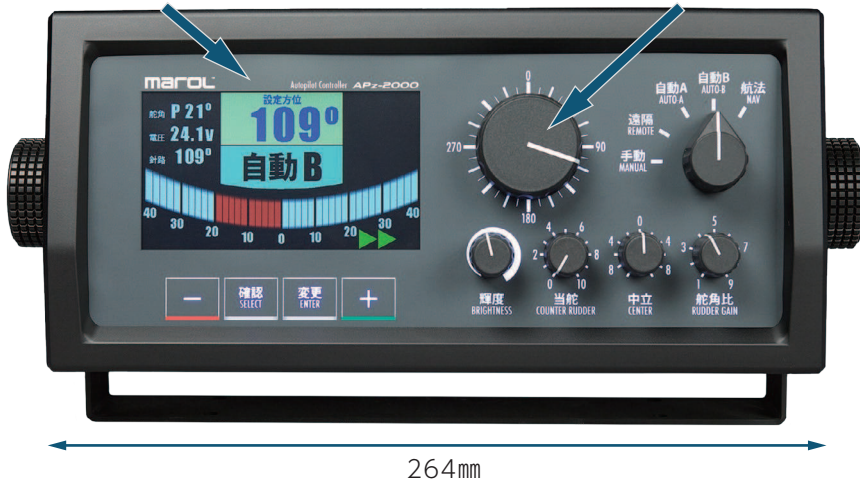 marol
Autopilot Controller APz-2000
設定方位
舵角 P 21°
109°
電圧 24.1v
針路 109°
自動 B
40 30 20 10 0 10 20 30 40
−
確認
SELECT
変更
ENTER
+
0
90
180
270
手動
MANUAL
遠隔
REMOTE
自動A
AUTO-A
自動B
AUTO-B
航法
NAV
輝度
BRIGHTNESS
0 2 4 6 8 10
当舵
COUNTER RUDDER
8 4 0 4 8
中立
CENTER
1 3 5 7 9
舵角比
RUDDER GAIN
264㎜